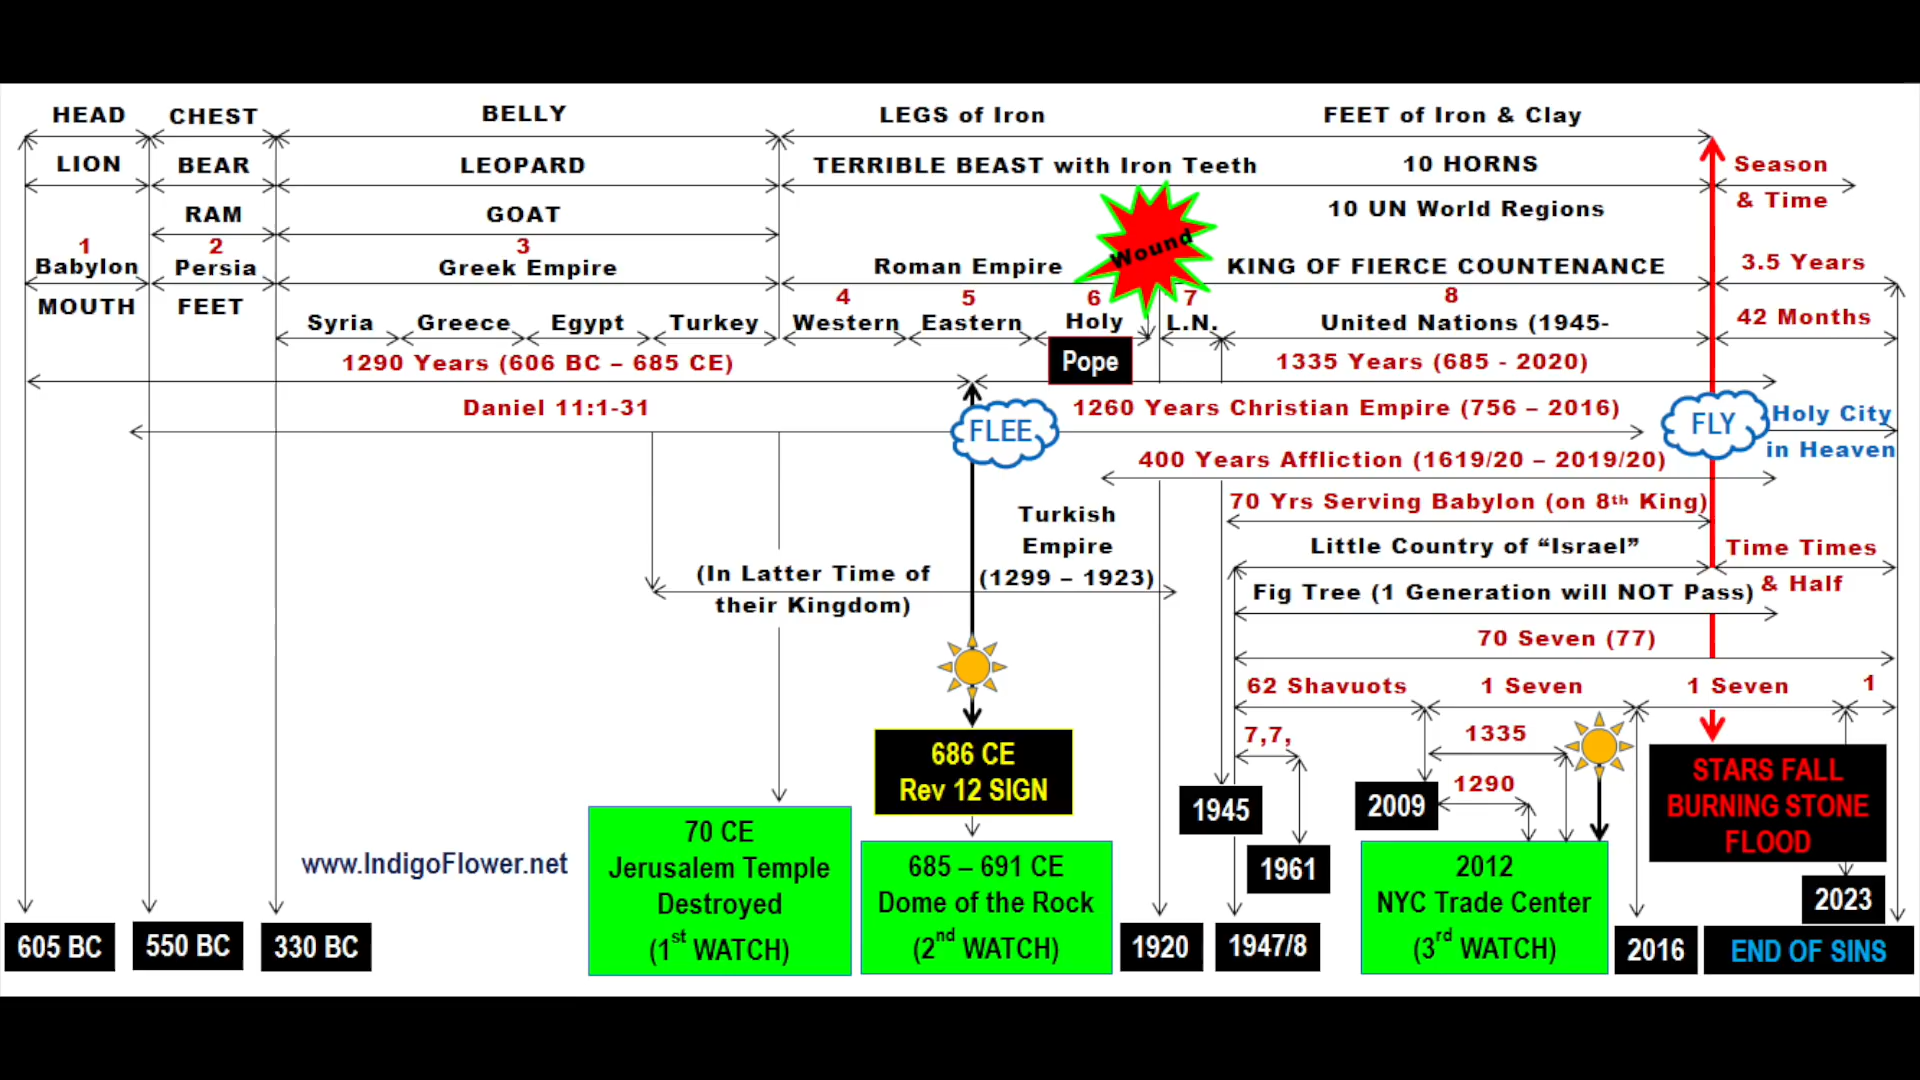 HEAD CHEST BELLY LEGS of Iron FEET of Iron & Clay
LION BEAR LEOPARD TERRIBLE BEAST with Iron Teeth 10 HORNS Season
& Time
RAM GOAT 10 UN World Regions
1 2 3
Wound
Babylon Persia Greek Empire Roman Empire KING OF FIERCE COUNTENANCE 3.5 Years
MOUTH FEET
4 5 6 7 8
Syria Greece Egypt Turkey Western Eastern Holy L.N. United Nations (1945- 42 Months
Pope
1290 Years (606 BC – 685 CE) 1335 Years (685 - 2020)
Daniel 11:1-31 1260 Years Christian Empire (756 – 2016)
FLEE
FLY
Holy City
in Heaven
400 Years Affliction (1619/20 – 2019/20)
70 Yrs Serving Babylon (on 8th King)
Turkish
Empire
(1299 – 1923)
Little Country of “Israel”
Time Times
& Half
(In Latter Time of
their Kingdom)
Fig Tree (1 Generation will NOT Pass)
70 Seven (77)
62 Shavuots 1 Seven 1 Seven 1
7,7,
1335
1290
686 CE
Rev 12 SIGN
STARS FALL
BURNING STONE
FLOOD
1945
2009
1961
www.IndigoFlower.net
70 CE
Jerusalem Temple
Destroyed
(1st WATCH)
685 – 691 CE
Dome of the Rock
(2nd WATCH)
2012
NYC Trade Center
(3rd WATCH)
2023
605 BC 550 BC 330 BC 1920 1947/8 2016 END OF SINS